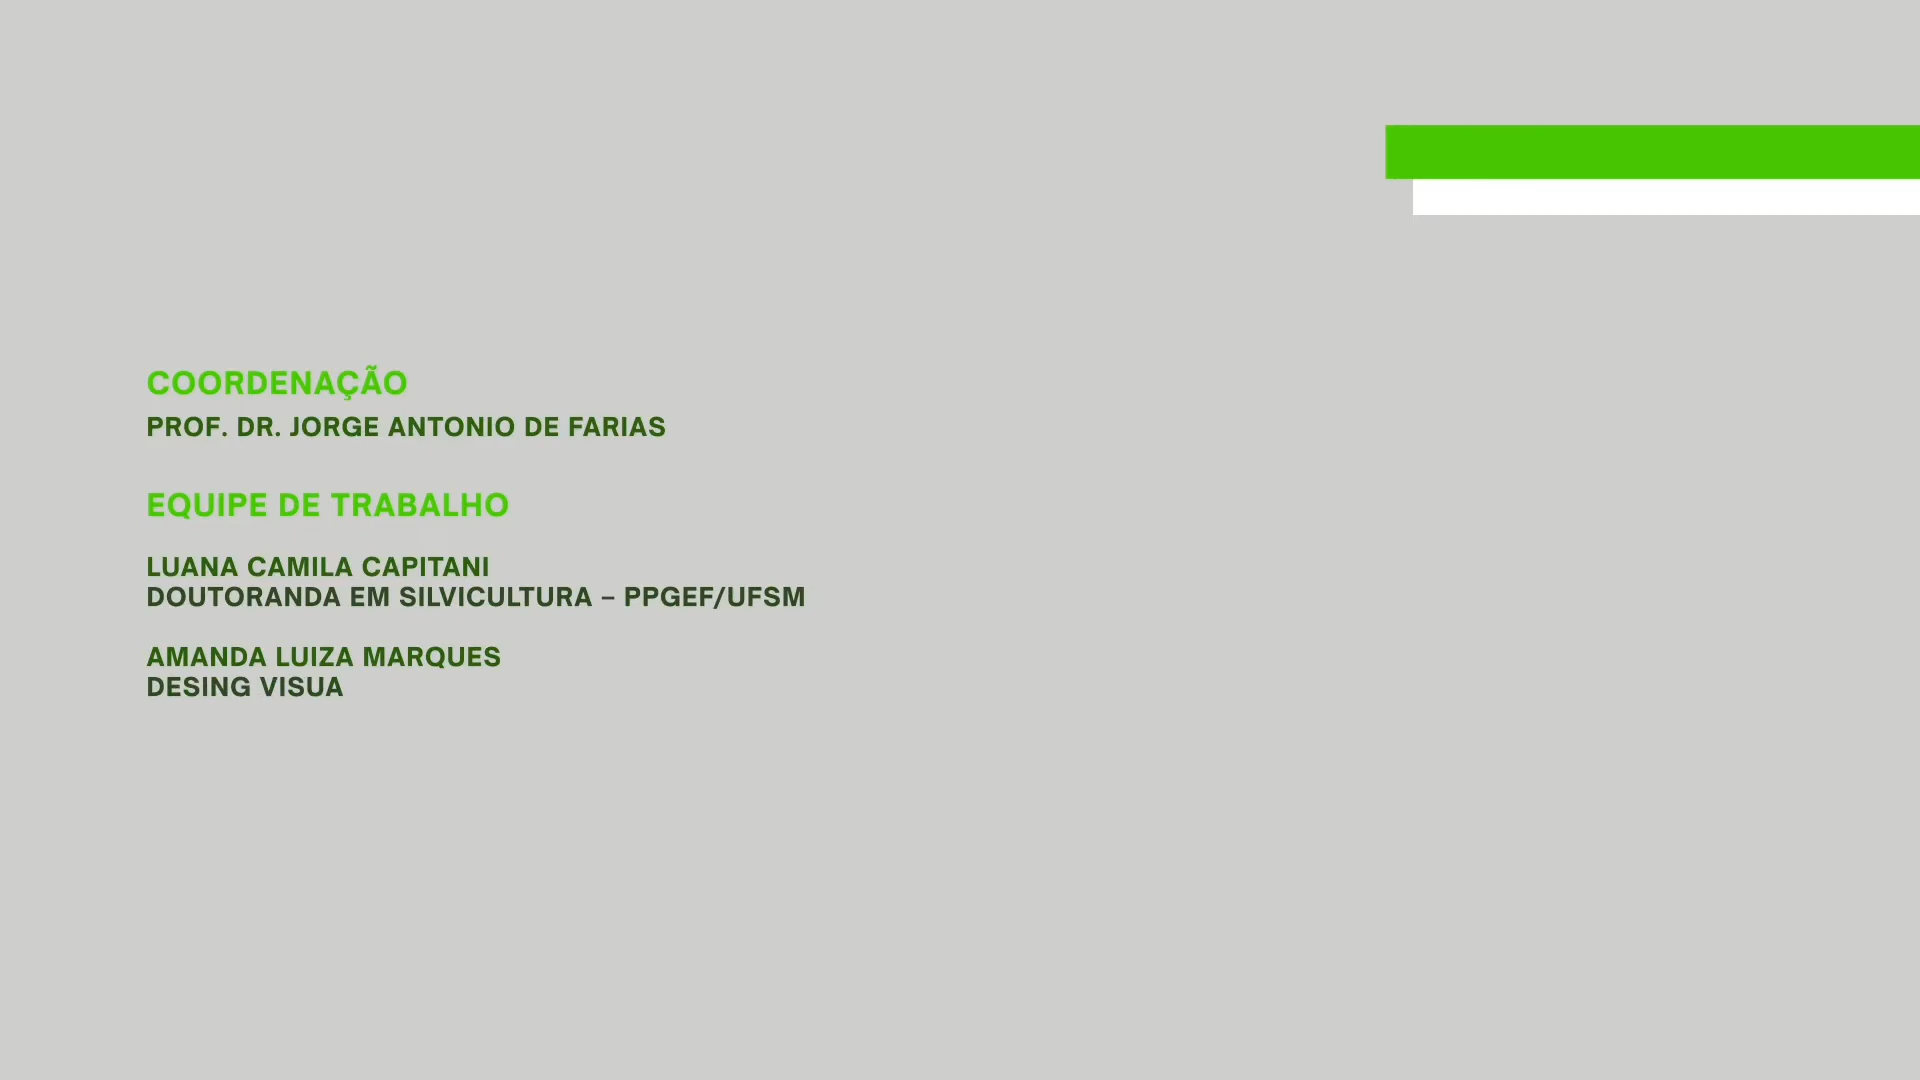 COORDENAÇÃO
PROF. DR. JORGE ANTONIO DE FARIAS
EQUIPE DE TRABALHO
LUANA CAMILA CAPITANI
DOUTORANDA EM SILVICULTURA – PPGEF/UFSM
AMANDA LUIZA MARQUES
DESING VISUA